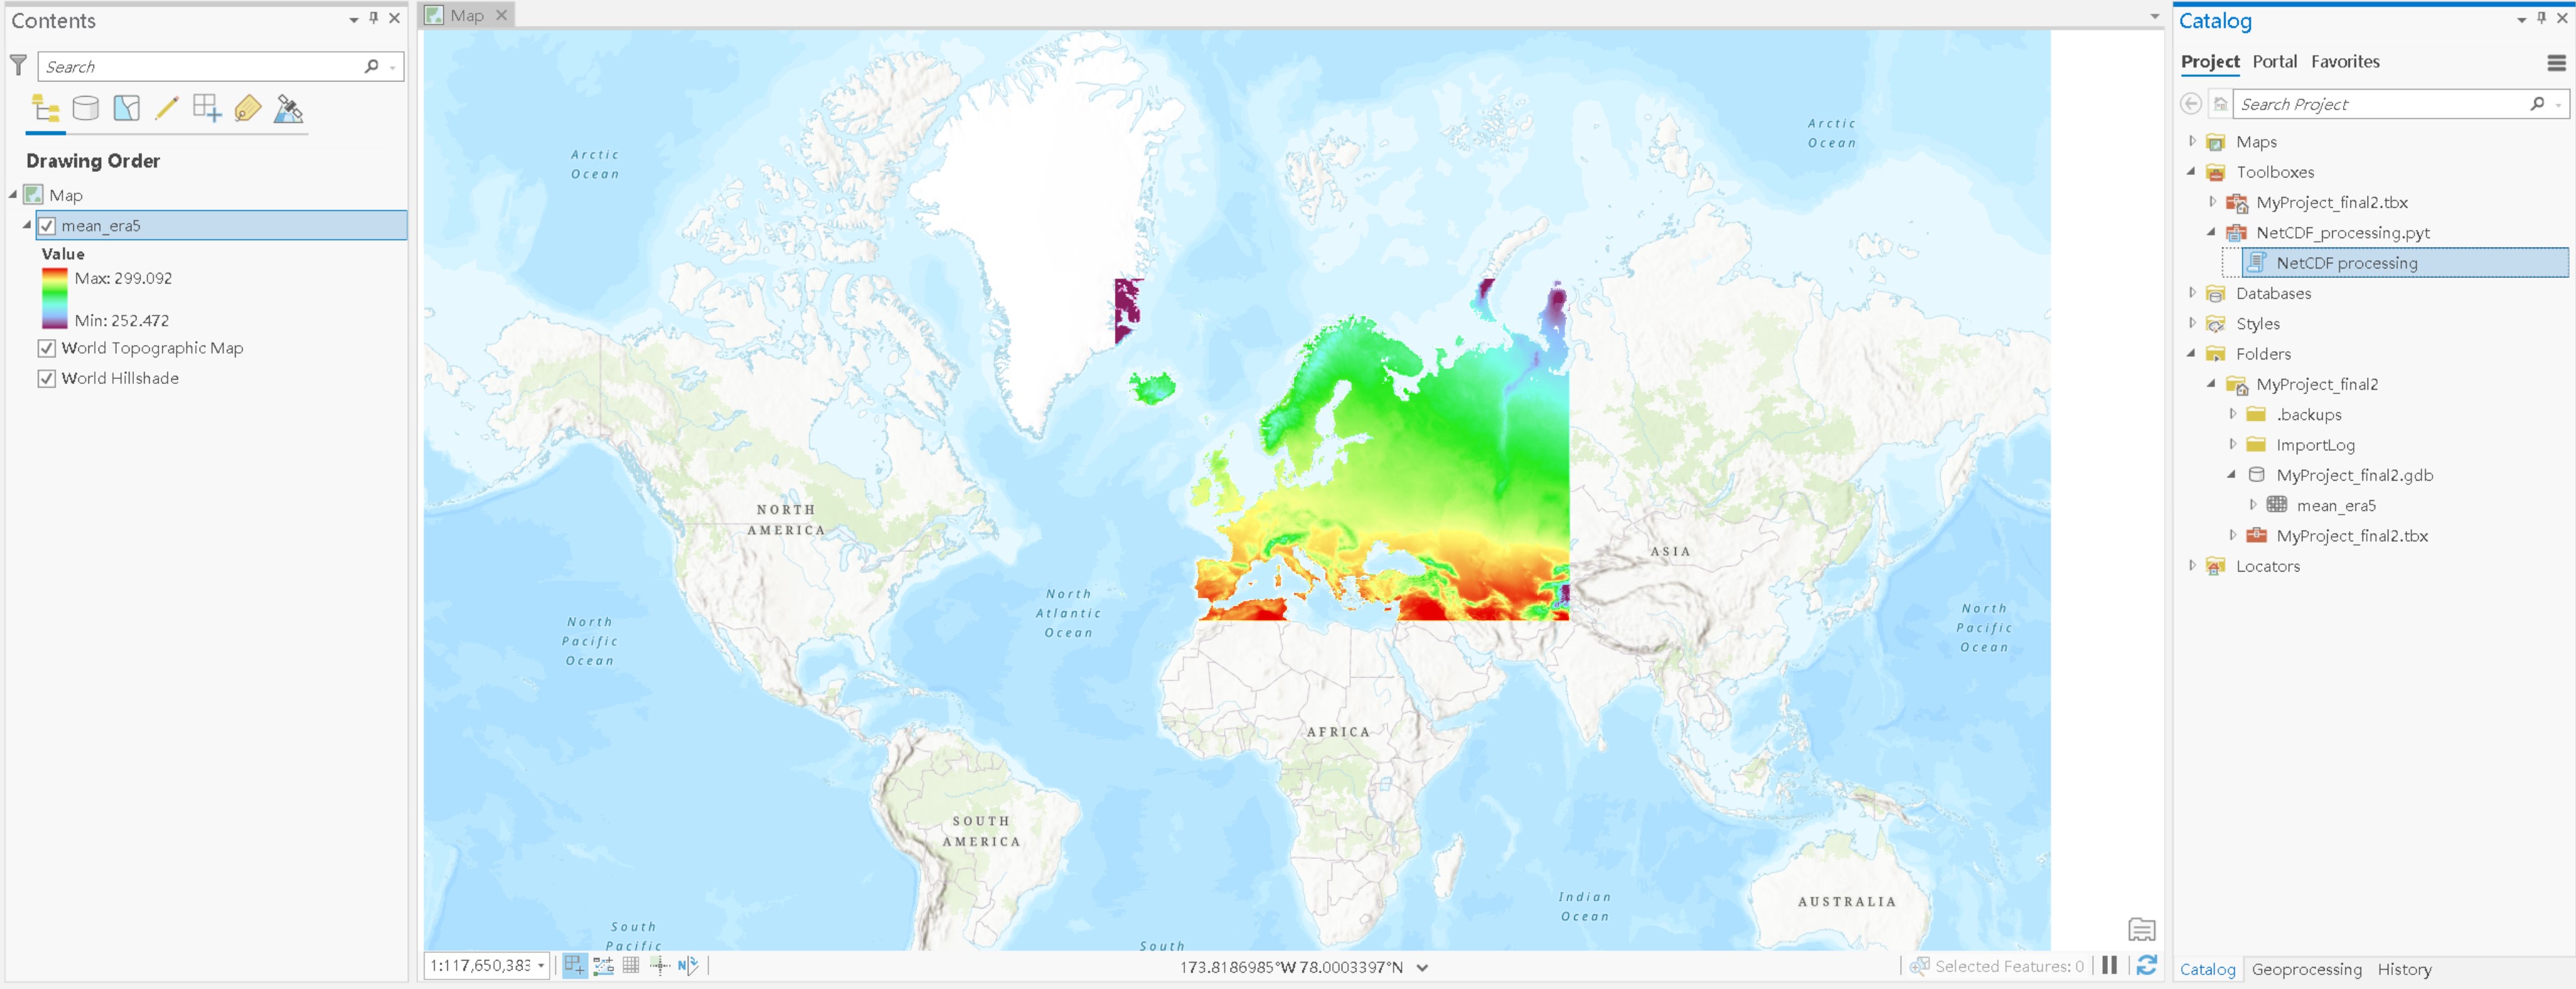 Contents
Search
Drawing Order
Map
mean_era5
Value
Max: 299.092
Min: 252.472
World Topographic Map
World Hillshade
Map
Arctic
Ocean
Arctic
Ocean
NORTH
AMERICA
ASIA
North
Atlantic
Ocean
North
Pacific
Ocean
North
Pacific
Ocean
AFRICA
SOUTH
AMERICA
Indian
Ocean
AUSTRALIA
South
Pacific
South
1:117,650,383
173.8186985°W 78.0003397°N
Selected Features: 0
Catalog
Project Portal Favorites
Search Project
Maps
Toolboxes
MyProject_final2.tbx
NetCDF_processing.pyt
NetCDF processing
Databases
Styles
Folders
MyProject_final2
.backups
ImportLog
MyProject_final2.gdb
mean_era5
MyProject_final2.tbx
Locators
Catalog Geoprocessing History